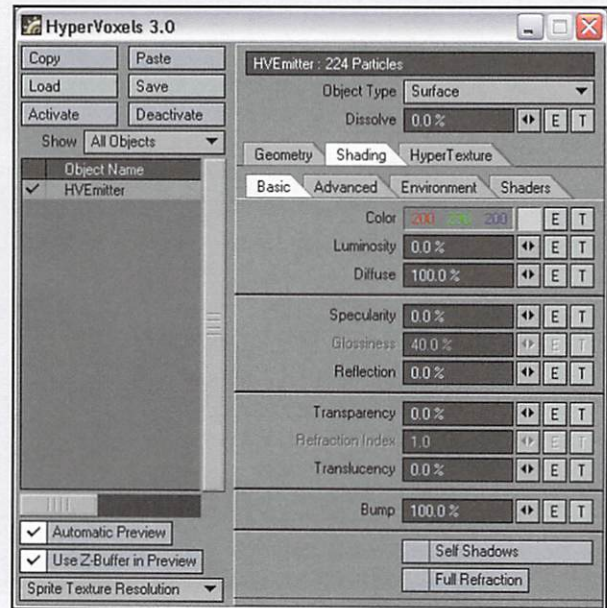 HyperVoxels 3.0
Copy Paste
Load Save
Activate Deactivate
Show All Objects
Object Name
HVEmitter
Automatic Preview
Use Z-Buffer in Preview
Sprite Texture Resolution
HVEmitter : 224 Particles
Object Type Surface
Dissolve 0.0 % E T
Geometry Shading HyperTexture
Basic Advanced Environment Shaders
Color 200 200 200 E T
Luminosity 0.0 % E T
Diffuse 100.0 % E T
Specularity 0.0 % E T
Glossiness 40.0 % E T
Reflection 0.0 % E T
Transparency 0.0 % E T
Refraction Index 1.0 E T
Translucency 0.0 % E T
Bump 100.0 % E T
Self Shadows
Full Refraction